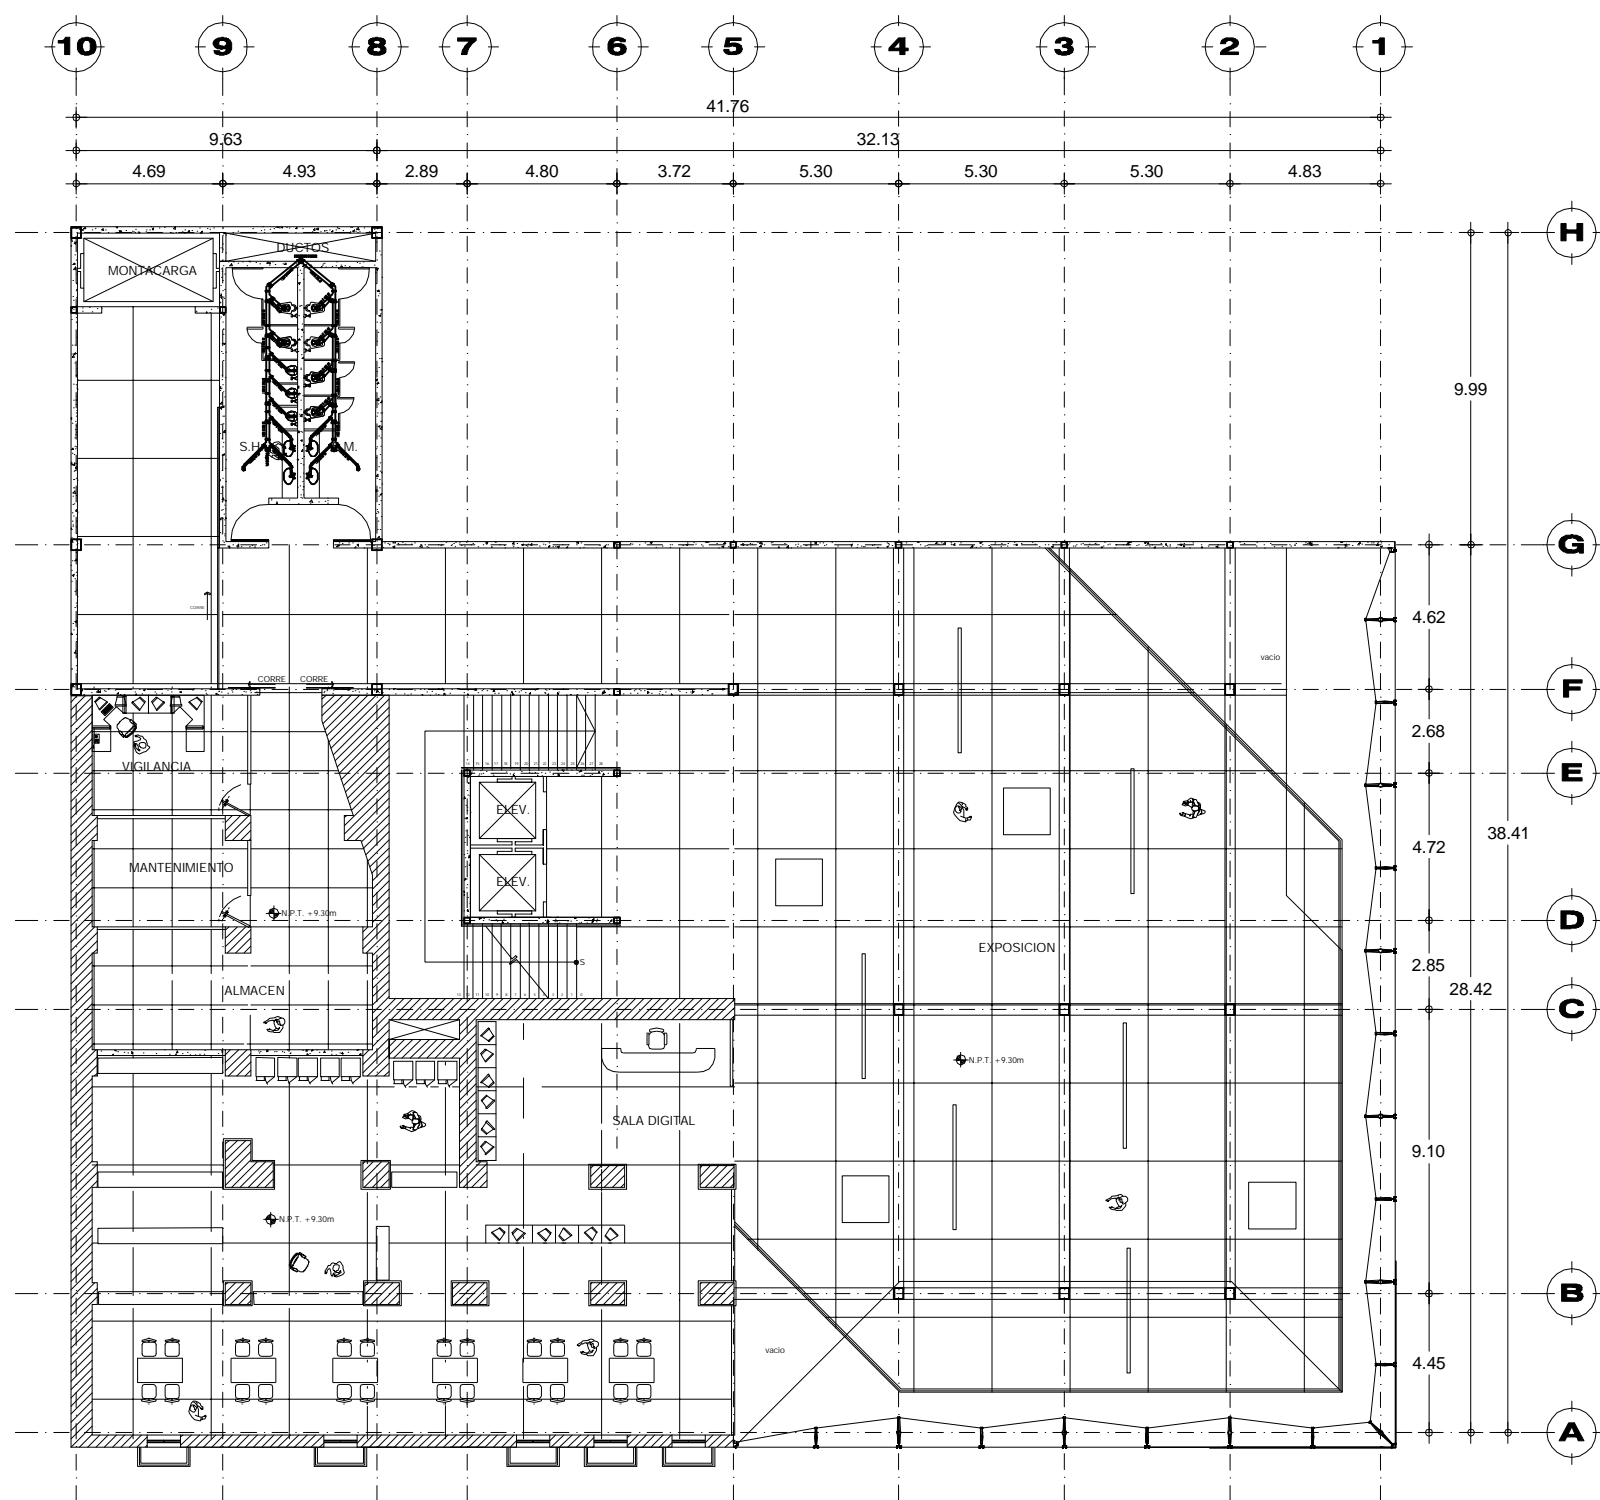 10 9 8 7 6 5 4 3 2 1
41.76
9.63 32.13
4.69 4.93 2.89 4.80 3.72 5.30 5.30 5.30 4.83
H
DUCTOS
MONTACARGA
9.99
S.H. M.
G
CORRE
4.62
vacio
CORRE CORRE
F
2.68
VIGILANCIA
E
ELEV.
38.41
4.72
MANTENIMIENTO
ELEV.
N.P.T. +9.30m
D
EXPOSICION
S
2.85
ALMACEN
28.42
C
N.P.T. +9.30m
SALA DIGITAL
9.10
N.P.T. +9.30m
B
vacio
4.45
A